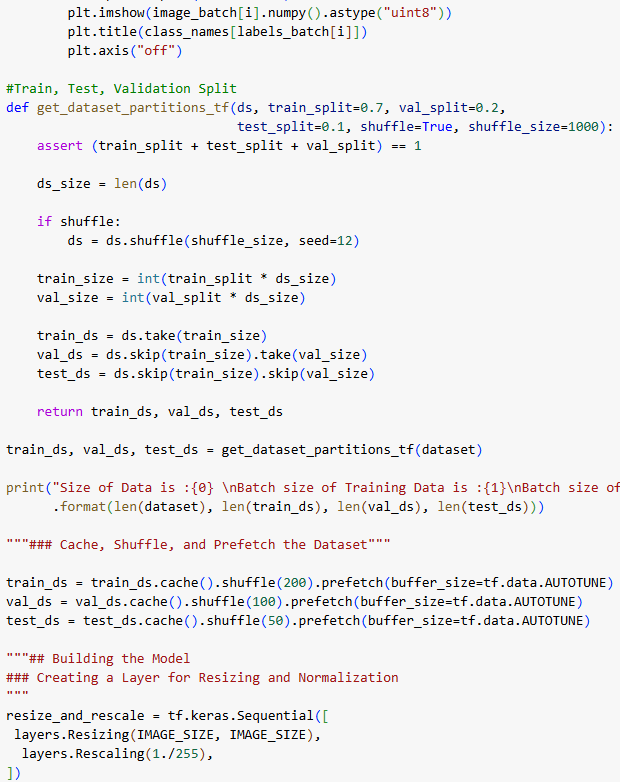 plt.imshow(image_batch[i].numpy().astype("uint8"))
        plt.title(class_names[labels_batch[i]])
        plt.axis("off")

#Train, Test, Validation Split
def get_dataset_partitions_tf(ds, train_split=0.7, val_split=0.2,
                              test_split=0.1, shuffle=True, shuffle_size=1000):
    assert (train_split + test_split + val_split) == 1

    ds_size = len(ds)

    if shuffle:
        ds = ds.shuffle(shuffle_size, seed=12)

    train_size = int(train_split * ds_size)
    val_size = int(val_split * ds_size)

    train_ds = ds.take(train_size)
    val_ds = ds.skip(train_size).take(val_size)
    test_ds = ds.skip(train_size).skip(val_size)

    return train_ds, val_ds, test_ds

train_ds, val_ds, test_ds = get_dataset_partitions_tf(dataset)

print("Size of Data is :{0} \nBatch size of Training Data is :{1}\nBatch size of
      .format(len(dataset), len(train_ds), len(val_ds), len(test_ds)))

"""### Cache, Shuffle, and Prefetch the Dataset"""

train_ds = train_ds.cache().shuffle(200).prefetch(buffer_size=tf.data.AUTOTUNE)
val_ds = val_ds.cache().shuffle(100).prefetch(buffer_size=tf.data.AUTOTUNE)
test_ds = test_ds.cache().shuffle(50).prefetch(buffer_size=tf.data.AUTOTUNE)

"""## Building the Model
### Creating a Layer for Resizing and Normalization
"""
resize_and_rescale = tf.keras.Sequential([
 layers.Resizing(IMAGE_SIZE, IMAGE_SIZE),
  layers.Rescaling(1./255),
])